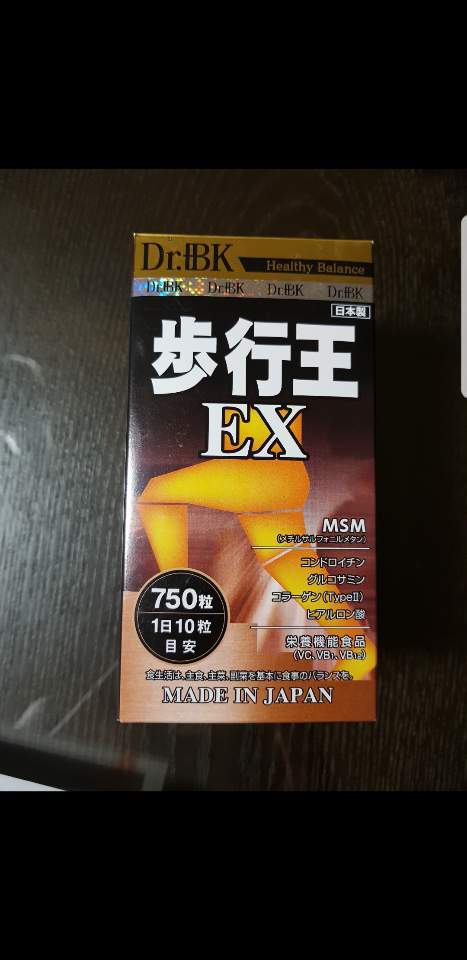 Dr.IBK Healthy Balance
Dr.IBK Dr.IBK Dr.IBK Dr.IBK
日本製
歩行王
EX
MSM
(メチルサルフォニルメタン)
コンドロイチン
グルコサミン
コラーゲン(TypeⅡ)
ヒアルロン酸
750粒
1日10粒
目安
栄養機能食品
(VC、VB1、VB12)
食生活は、主食、主菜、副菜を基本に食事のバランスを。
MADE IN JAPAN